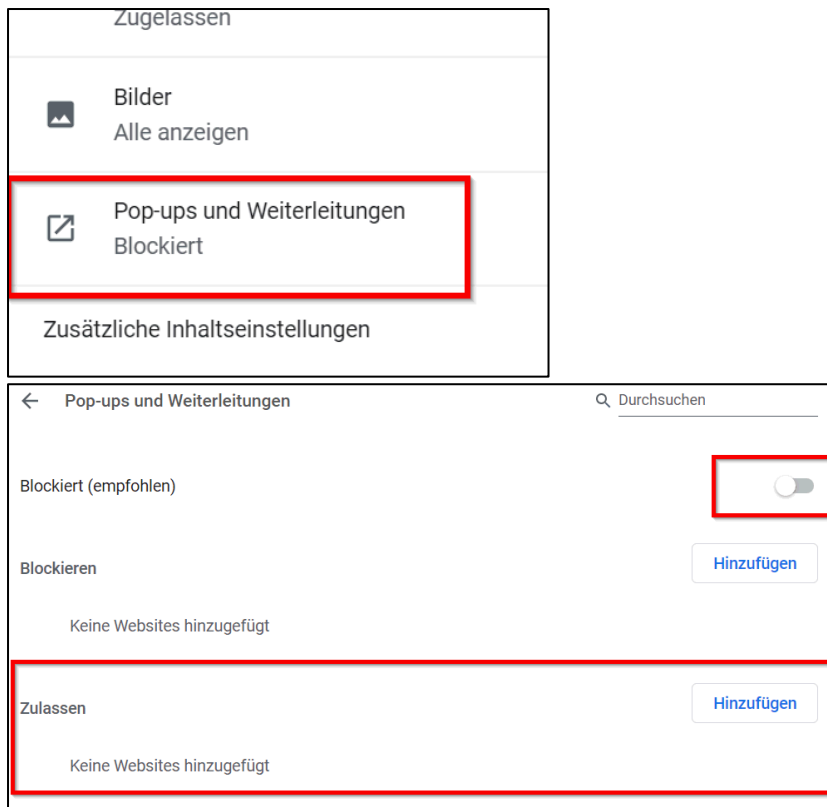 Zugelassen
Bilder
Alle anzeigen
Pop-ups und Weiterleitungen
Blockiert
Zusätzliche Inhaltseinstellungen
Pop-ups und Weiterleitungen
Durchsuchen
Blockiert (empfohlen)
Blockieren
Hinzufügen
Keine Websites hinzugefügt
Zulassen
Hinzufügen
Keine Websites hinzugefügt